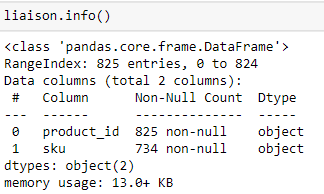 liaison.info()
<class 'pandas.core.frame.DataFrame'>
RangeIndex: 825 entries, 0 to 824
Data columns (total 2 columns):
 #   Column      Non-Null Count  Dtype
---  ------      --------------  -----
 0   product_id  825 non-null    object
 1   sku         734 non-null    object
dtypes: object(2)
memory usage: 13.0+ KB